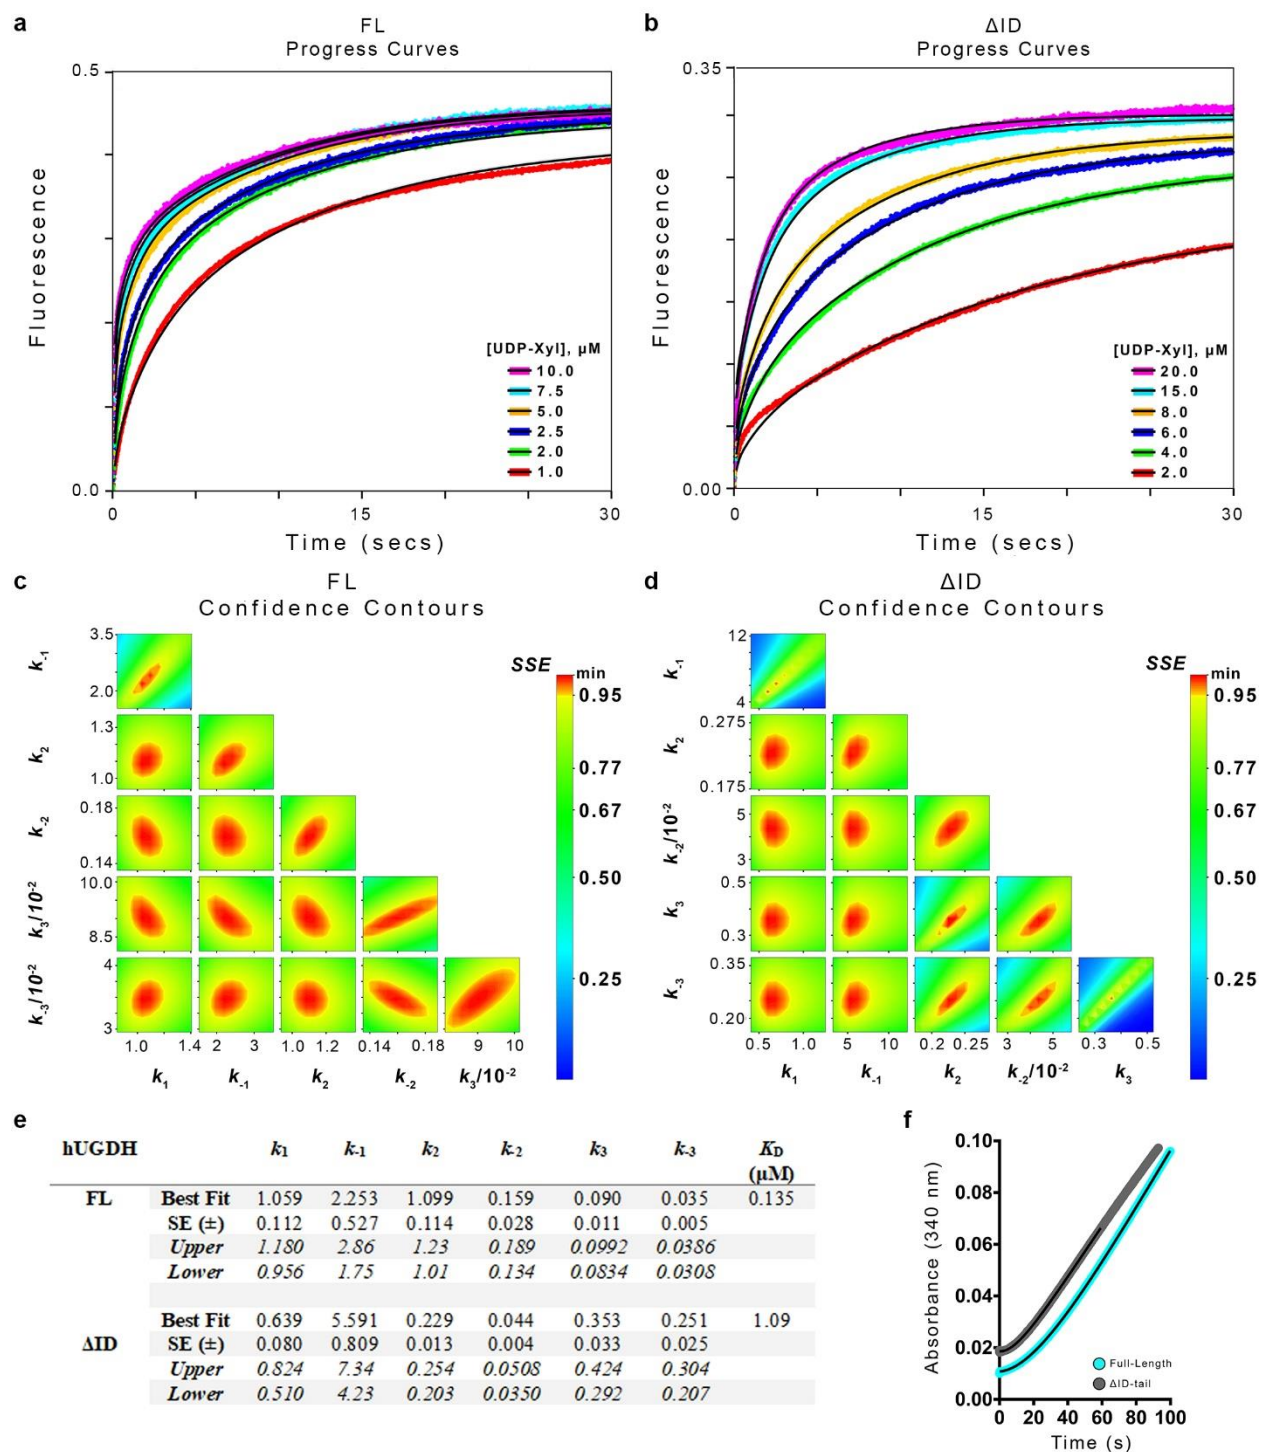 a
FL
Progress Curves
0.5
Fluorescence
[UDP-Xyl], µM
10.0
7.5
5.0
2.5
2.0
1.0
0.0
0
15
30
Time (secs)
b
ΔID
Progress Curves
0.35
Fluorescence
[UDP-Xyl], µM
20.0
15.0
8.0
6.0
4.0
2.0
0.00
0
15
30
Time (secs)
c
FL
Confidence Contours
3.5
k-1
2.0
1.3
k2
1.0
0.18
k-2
0.14
10.0
k3/10-2
8.5
4
k-3/10-2
3
1.0 1.4 2 3 1.0 1.2 0.14 0.18 9 10
k1 k-1 k2 k-2 k3/10-2
SSE
min
0.95
0.77
0.67
0.50
0.25
d
ΔID
Confidence Contours
12
k-1
4
0.275
k2
0.175
5
k-2/10-2
3
0.5
k3
0.3
0.35
k-3
0.20
0.5 1.0 5 10 0.2 0.25 3 5 0.3 0.5
k1 k-1 k2 k-2/10-2 k3
SSE
min
0.95
0.77
0.67
0.50
0.25
e
hUGDH k1 k-1 k2 k-2 k3 k-3 KD (µM)
FL Best Fit 1.059 2.253 1.099 0.159 0.090 0.035 0.135
SE (±) 0.112 0.527 0.114 0.028 0.011 0.005
Upper 1.180 2.86 1.23 0.189 0.0992 0.0386
Lower 0.956 1.75 1.01 0.134 0.0834 0.0308
Best Fit 0.639 5.591 0.229 0.044 0.353 0.251 1.09
ΔID SE (±) 0.080 0.809 0.013 0.004 0.033 0.025
Upper 0.824 7.34 0.254 0.0508 0.424 0.304
Lower 0.510 4.23 0.203 0.0350 0.292 0.207
f
0.10
0.08
0.06
0.04
0.02
0.00
Absorbance (340 nm)
Full-Length
ΔID-tail
0 20 40 60 80 100
Time (s)